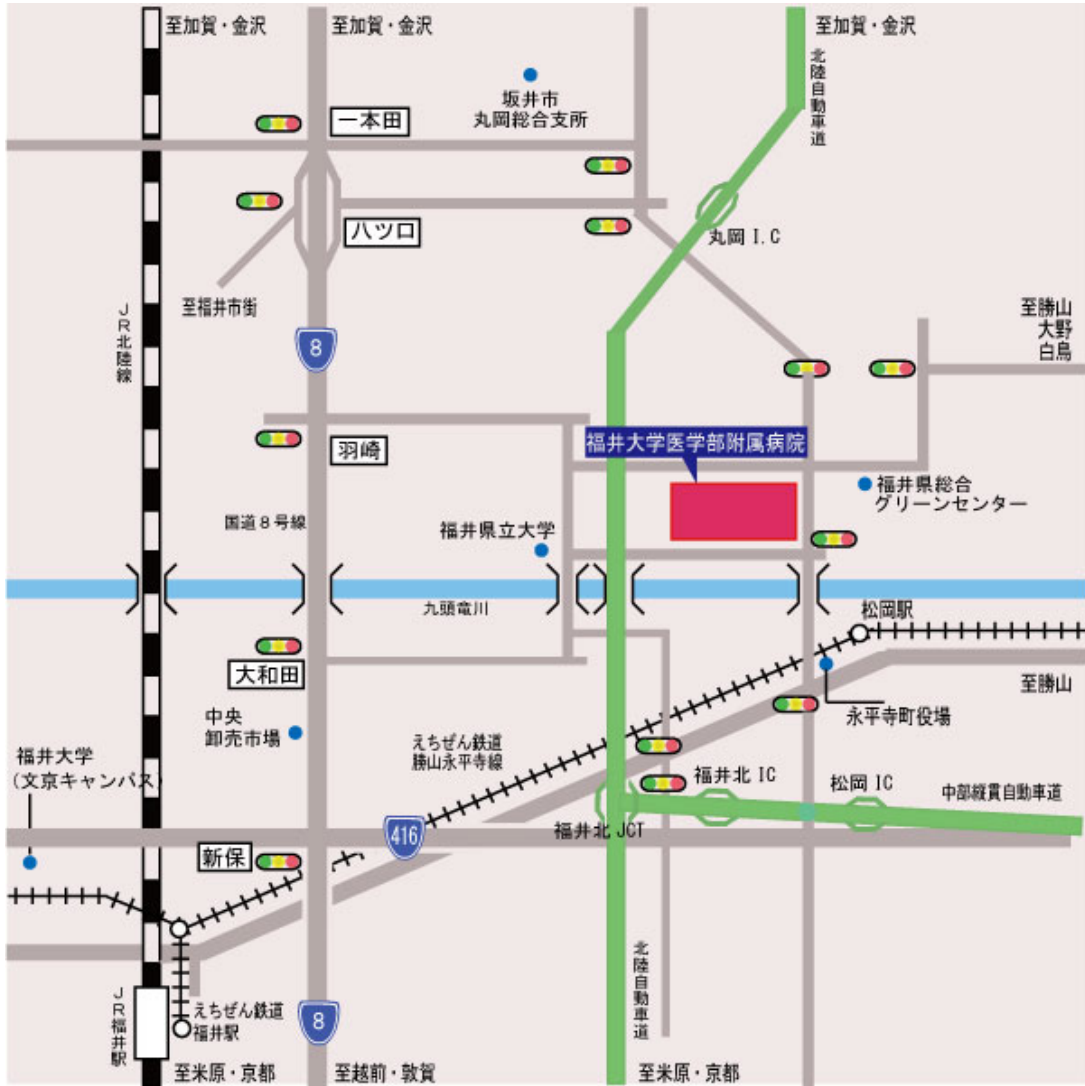 至加賀・金沢
至加賀・金沢
至加賀・金沢
北陸自動車道
坂井市
丸岡総合支所
一本田
八ツ口
丸岡 I.C
至福井市街
JR北陸線
8
至勝山
大野
白鳥
羽崎
福井大学医学部附属病院
福井県総合
グリーンセンター
国道8号線
福井県立大学
九頭竜川
松岡駅
大和田
至勝山
永平寺町役場
中央
卸売市場
えちぜん鉄道
勝山永平寺線
福井大学
(文京キャンパス)
福井北 IC
松岡 IC
中部縦貫自動車道
416
福井北 JCT
新保
北陸自動車道
JR福井駅
えちぜん鉄道
福井駅
8
至米原・京都
至越前・敦賀
至米原・京都